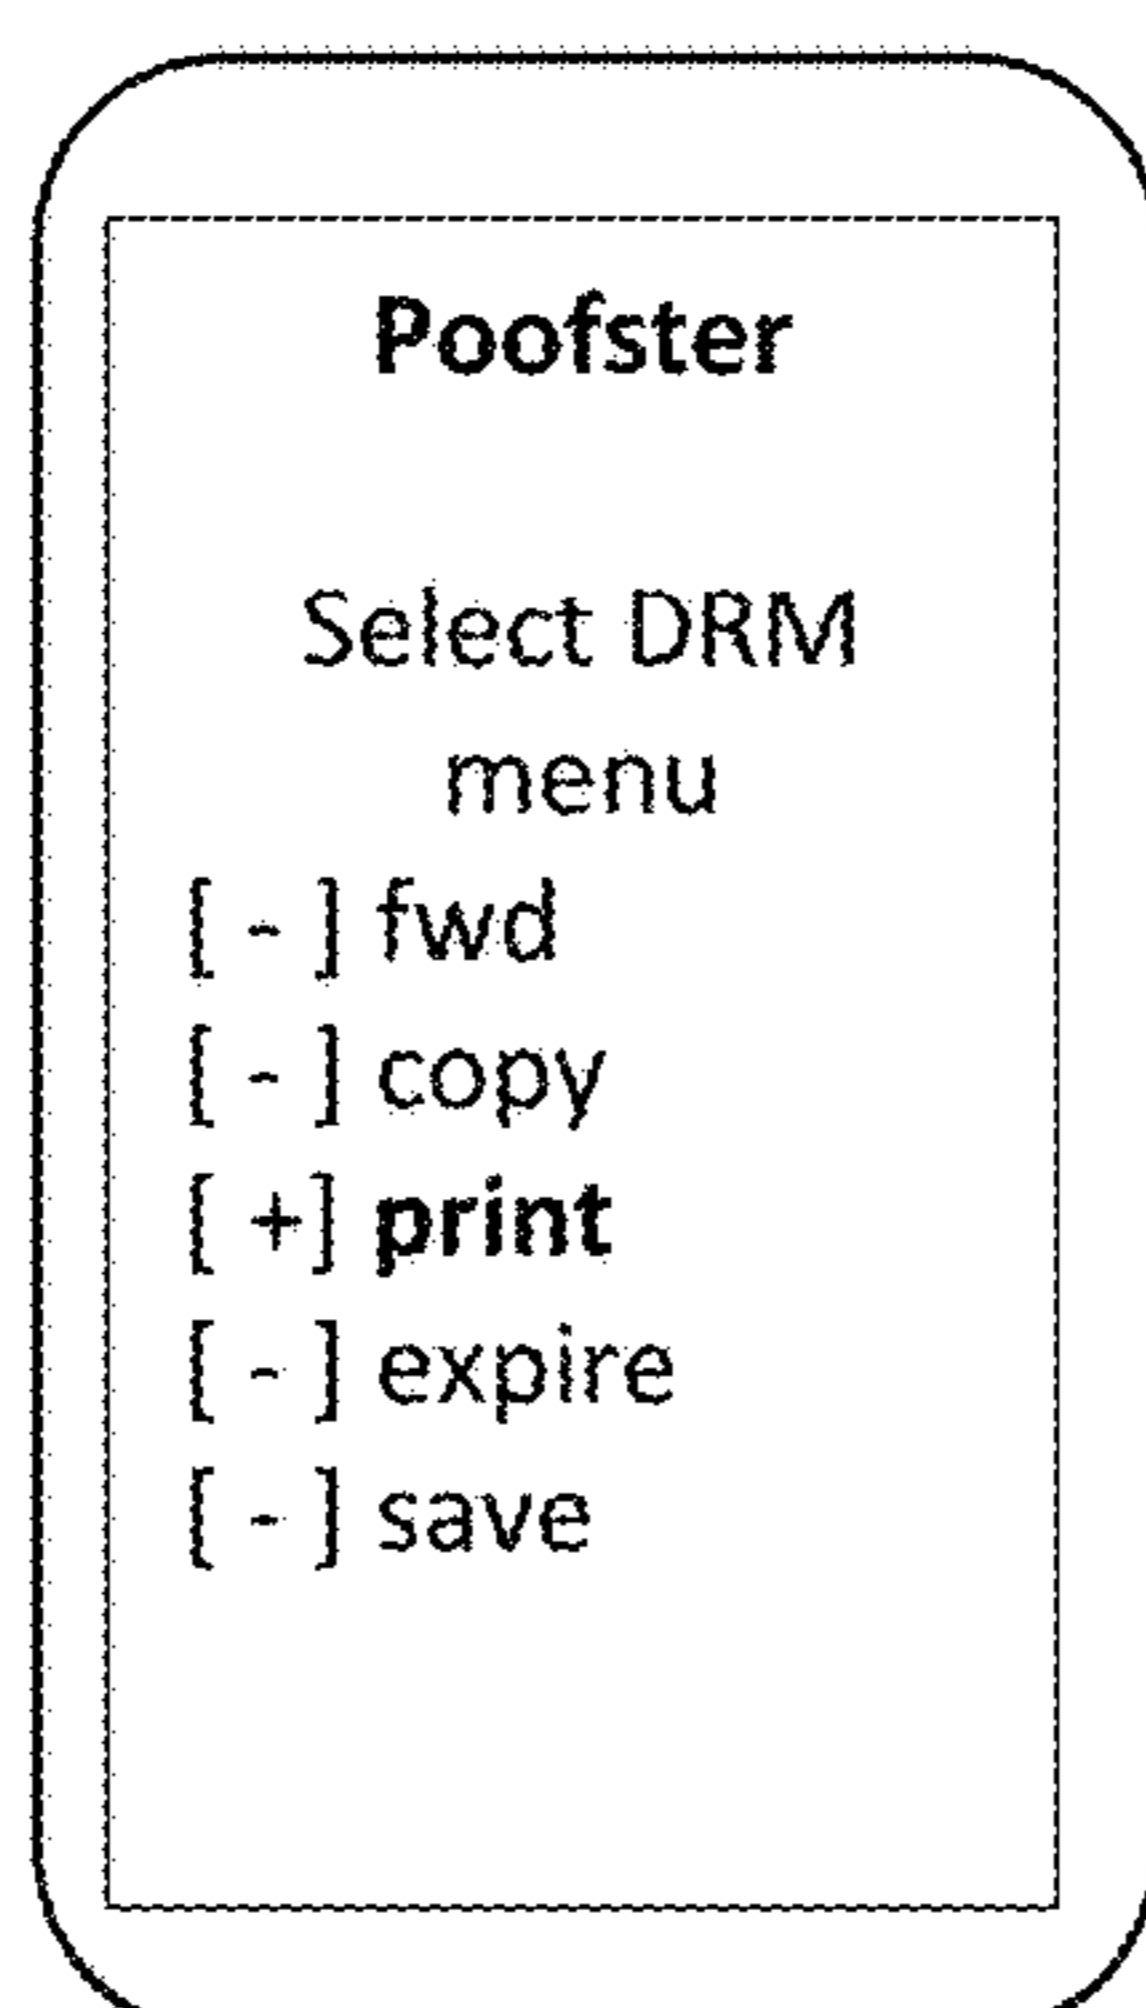 Poofster
Select DRM
menu
[ - ] fwd
[ - ] copy
[ +] print
[ - ] expire
[ - ] save